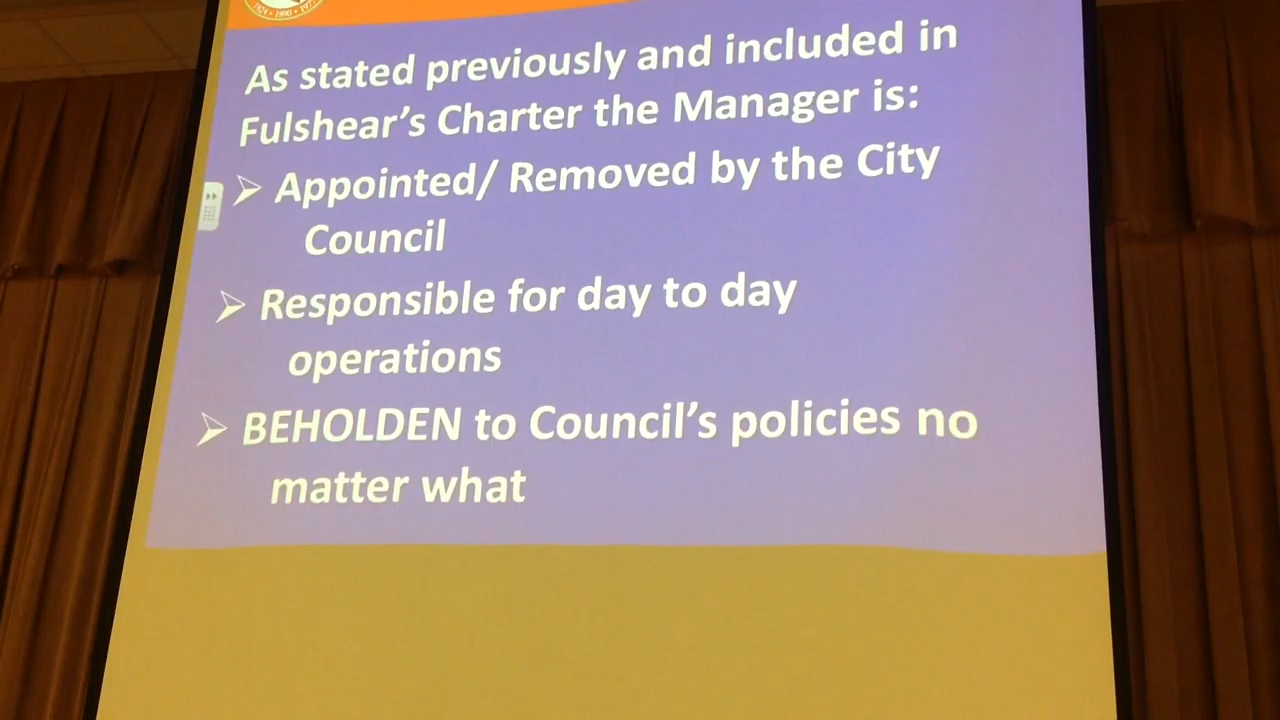 As stated previously and included in
Fulshear's Charter the Manager is:
Appointed/ Removed by the City
Council
Responsible for day to day
operations
BEHOLDEN to Council's policies no
matter what